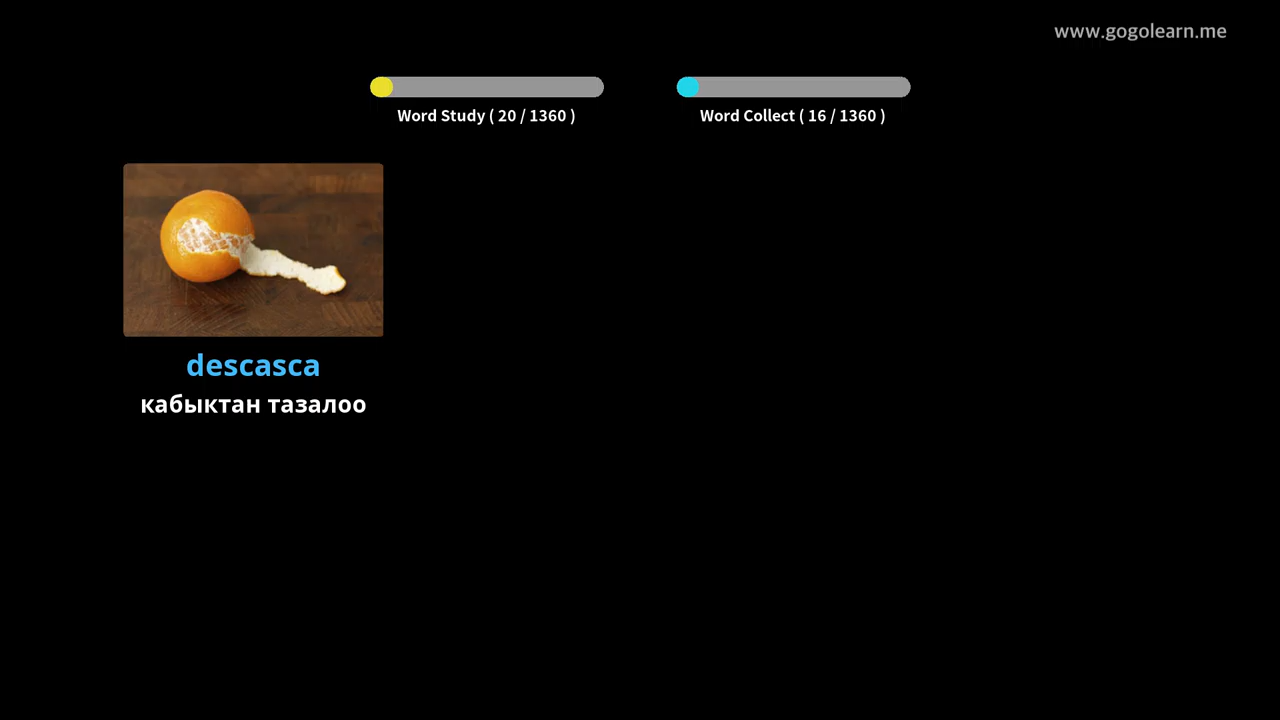 www.gogolearn.me
Word Study ( 20 / 1360 )
Word Collect ( 16 / 1360 )
descasca
кабыктан тазалоо